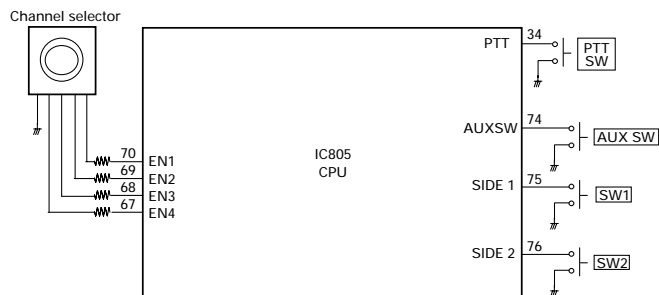 Channel selector
70 EN1
69 EN2
68 EN3
67 EN4
IC805
CPU
PTT 34
PTT
SW
AUXSW 74
AUX SW
SIDE 1 75
SW1
SIDE 2 76
SW2